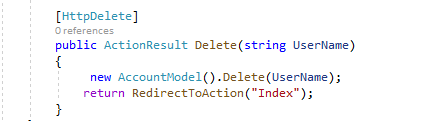 [HttpDelete]
0 references
public ActionResult Delete(string UserName)
{
new AccountModel().Delete(UserName);
return RedirectToAction("Index");
}